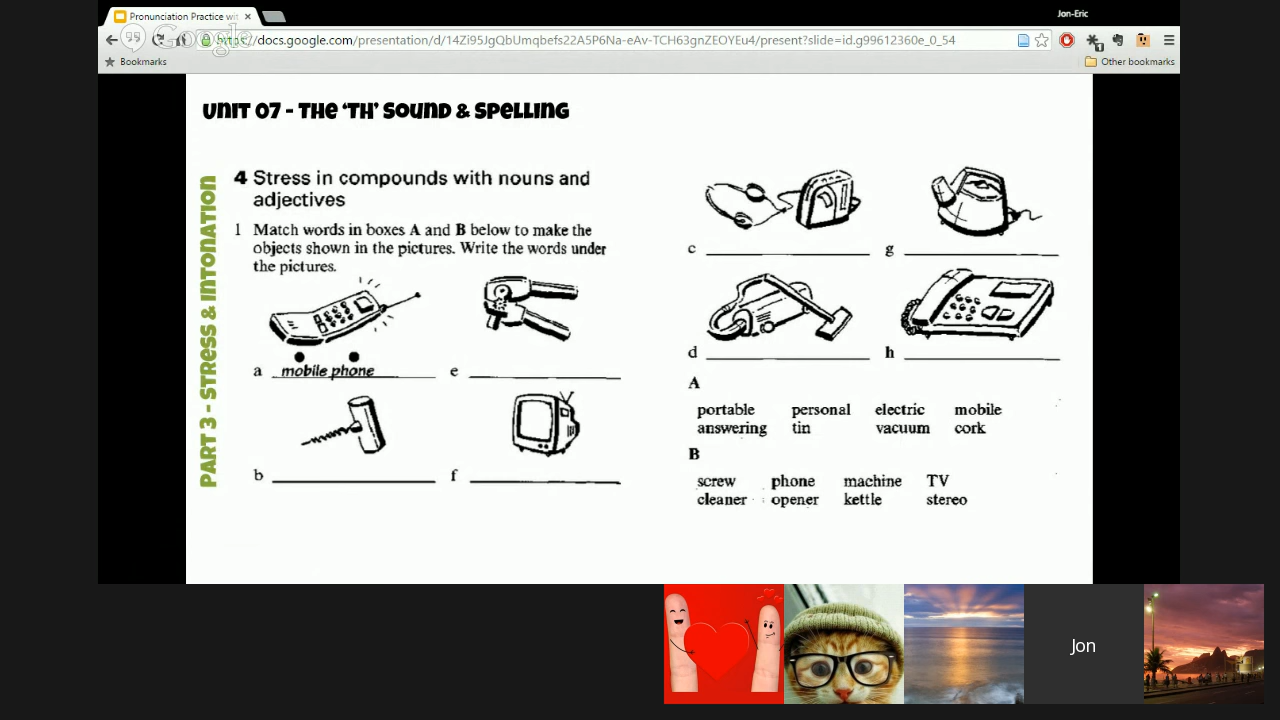 Pronunciation Practice wit
Jon-Eric
Google
https://docs.google.com/presentation/d/14Zi95JgQbUmqbefs22A5P6Na-eAv-TCH63gnZEOYEu4/present?slide=id.g99612360e_0_54
Bookmarks
Other bookmarks
Unit 07 - The 'TH' Sound & Spelling
PART 3 - STRESS & INTONATION
4 Stress in compounds with nouns and
adjectives
1 Match words in boxes A and B below to make the
objects shown in the pictures. Write the words under
the pictures.
a mobile phone
e
b
f
c
g
d
h
A
portable personal electric mobile
answering tin vacuum cork
B
screw phone machine TV
cleaner opener kettle stereo
Jon